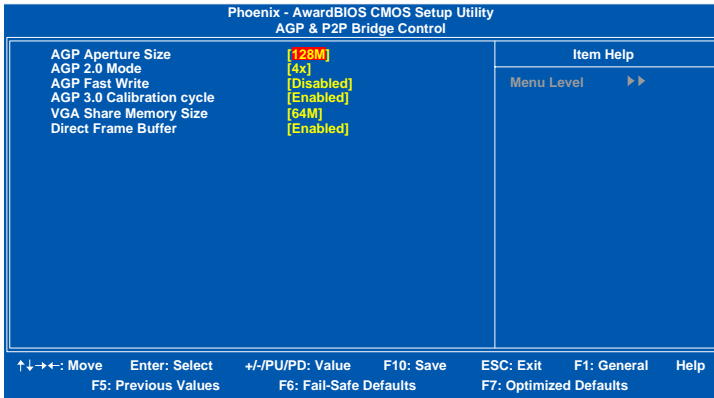 Phoenix - AwardBIOS CMOS Setup Utility
AGP & P2P Bridge Control
AGP Aperture Size [128M]
AGP 2.0 Mode [4x]
AGP Fast Write [Disabled]
AGP 3.0 Calibration cycle [Enabled]
VGA Share Memory Size [64M]
Direct Frame Buffer [Enabled]
Item Help
Menu Level ►►
↑↓→←: Move Enter: Select +/-/PU/PD: Value F10: Save ESC: Exit F1: General Help
F5: Previous Values F6: Fail-Safe Defaults F7: Optimized Defaults